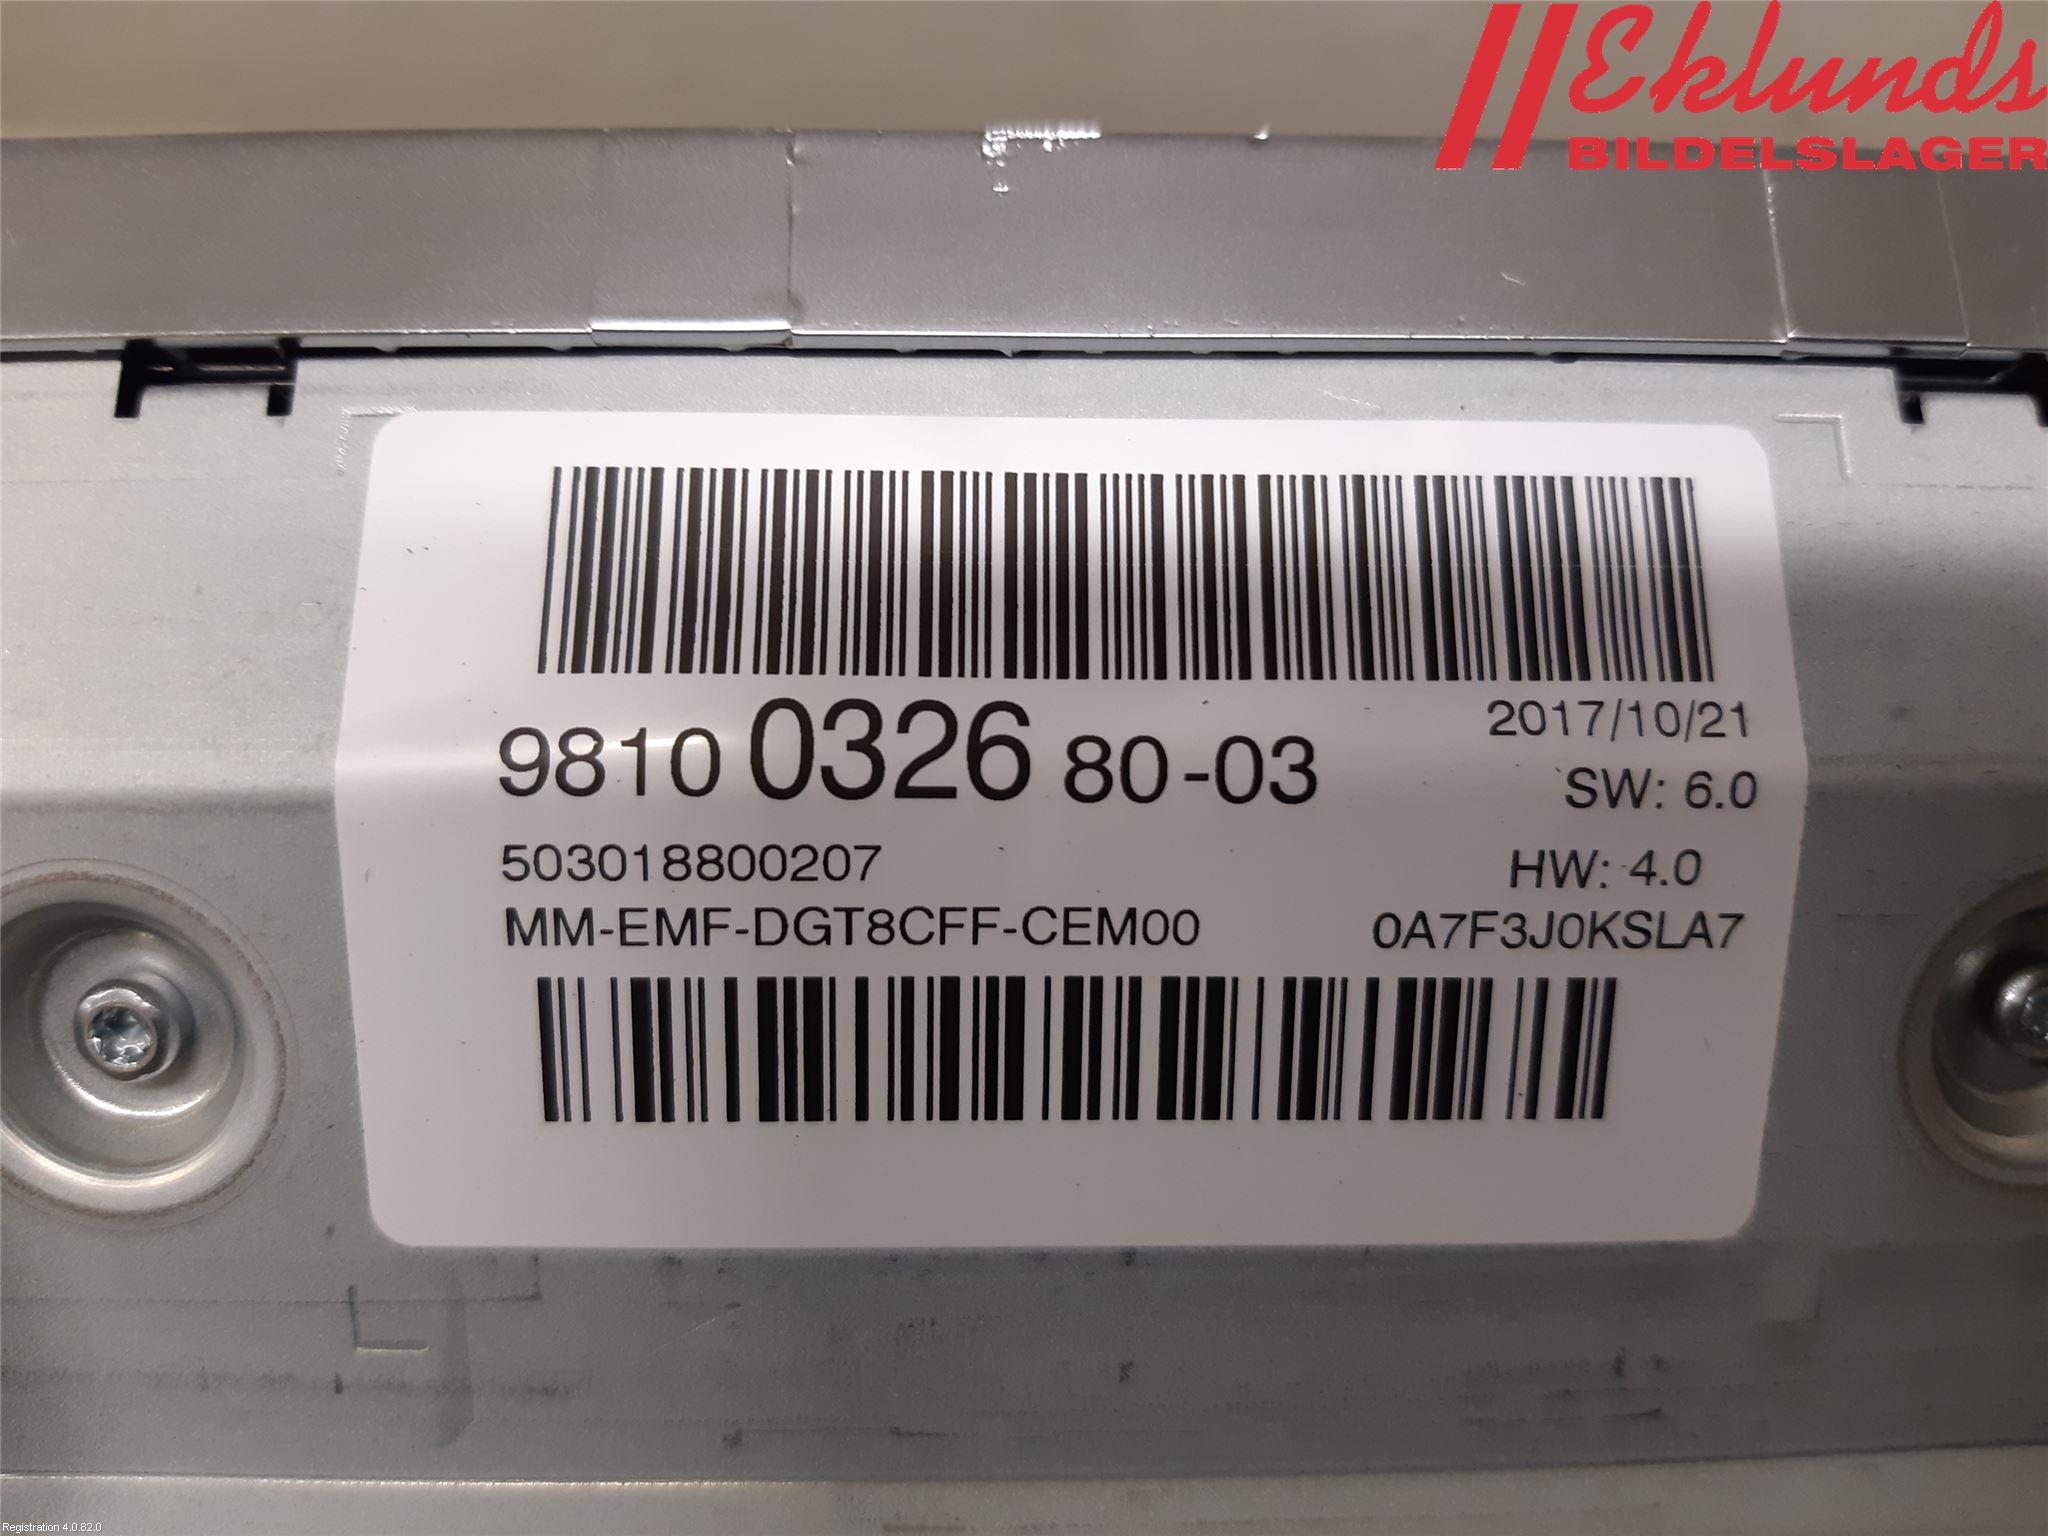 Eklunds
BILDELSLAGER
9810 0326 80-03
2017/10/21
SW: 6.0
503018800207
HW: 4.0
MM-EMF-DGT8CFF-CEM00
0A7F3J0KSLA7
Registration 4.0.82.0